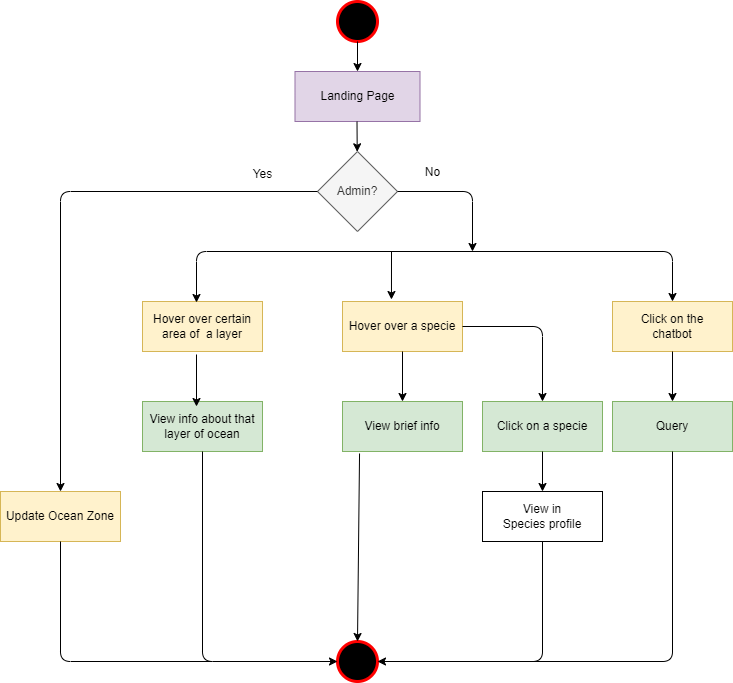 Landing Page
Admin?
Yes
No
Hover over certain
area of a layer
Hover over a specie
Click on the
chatbot
View info about that
layer of ocean
View brief info
Click on a specie
Query
Update Ocean Zone
View in
Species profile